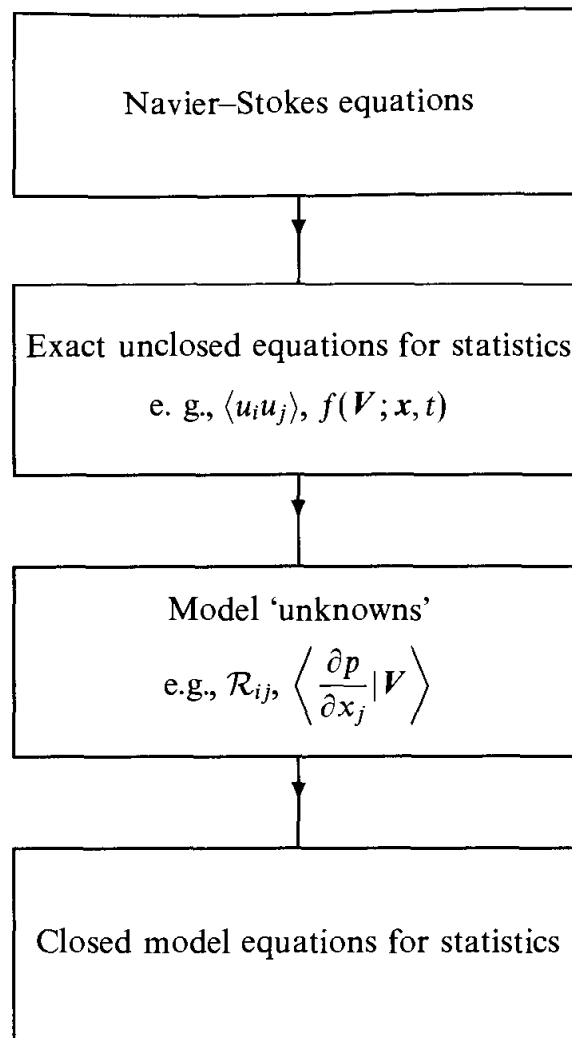 Navier–Stokes equations
Exact unclosed equations for statistics
e. g., ⟨uᵢuⱼ⟩, f(V; x, t)
Model ‘unknowns’
e.g., ℛᵢⱼ, ⟨∂p/∂xⱼ|V⟩
Closed model equations for statistics